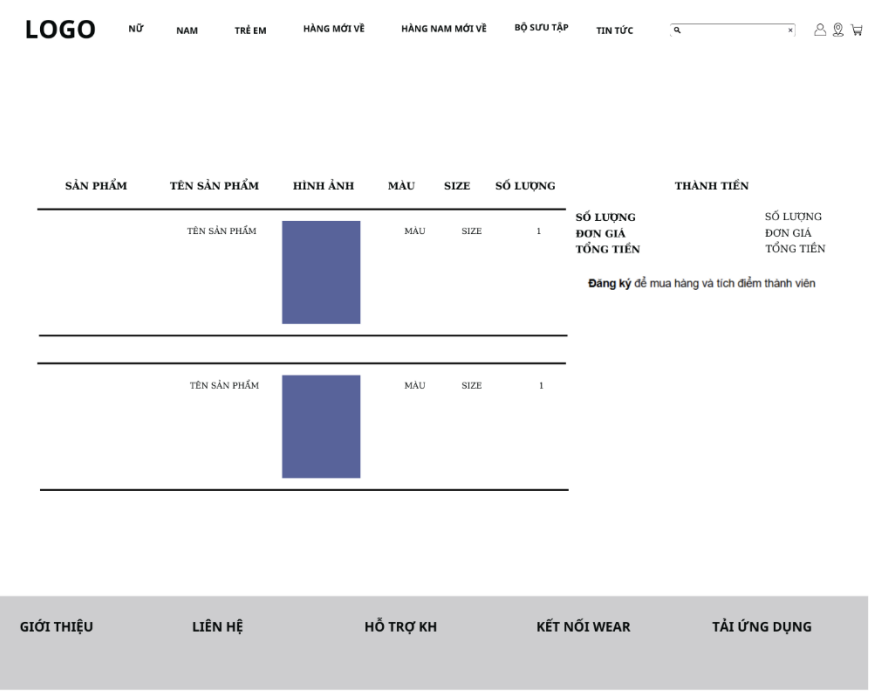 LOGO NỮ NAM TRẺ EM HÀNG MỚI VỀ HÀNG NAM MỚI VỀ BỘ SƯU TẬP TIN TỨC ×
SẢN PHẨM TÊN SẢN PHẨM HÌNH ẢNH MÀU SIZE SỐ LƯỢNG THÀNH TIỀN
TÊN SẢN PHẨM MÀU SIZE 1
SỐ LƯỢNG SỐ LƯỢNG
ĐƠN GIÁ ĐƠN GIÁ
TỔNG TIỀN TỔNG TIỀN
Đăng ký để mua hàng và tích điểm thành viên
TÊN SẢN PHẨM MÀU SIZE 1
GIỚI THIỆU LIÊN HỆ HỖ TRỢ KH KẾT NỐI WEAR TẢI ỨNG DỤNG